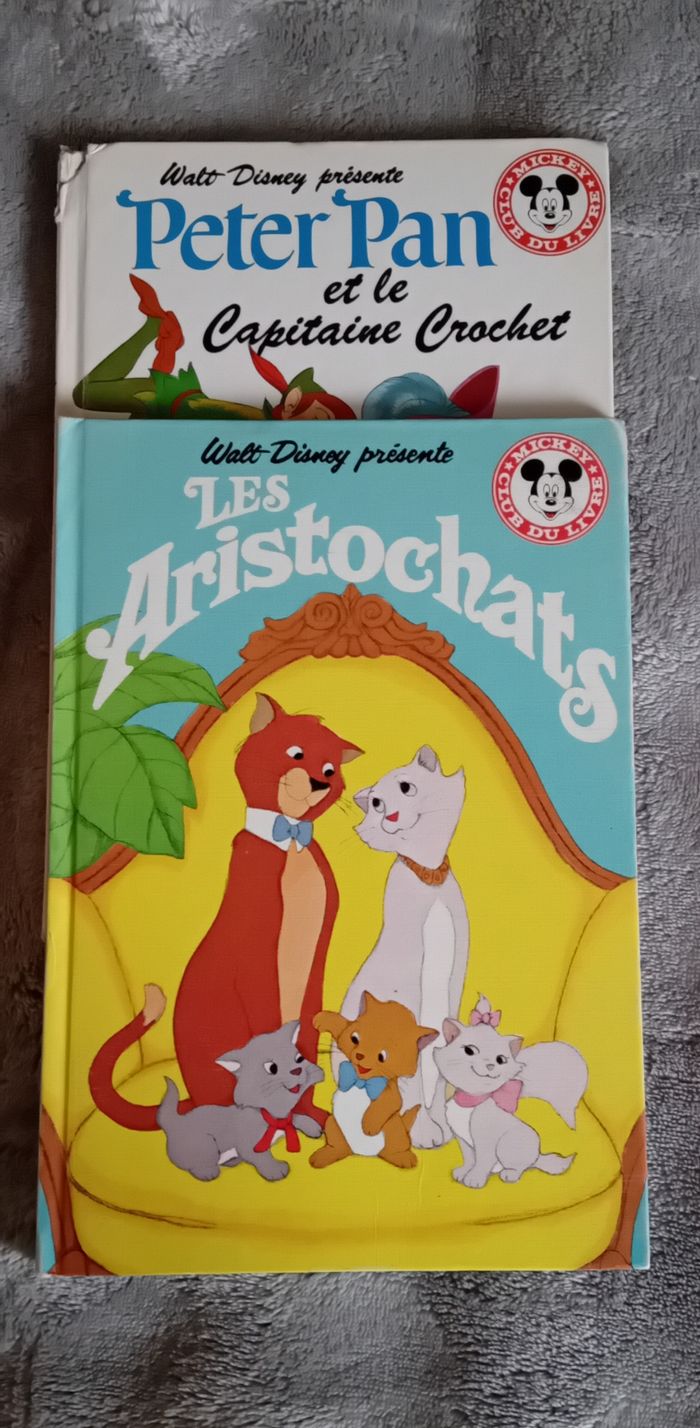 Walt Disney présente
Peter Pan
et le
Capitaine Crochet
MICKEY
CLUB DU LIVRE
Walt Disney présente
LES
Aristochats
MICKEY
CLUB DU LIVRE